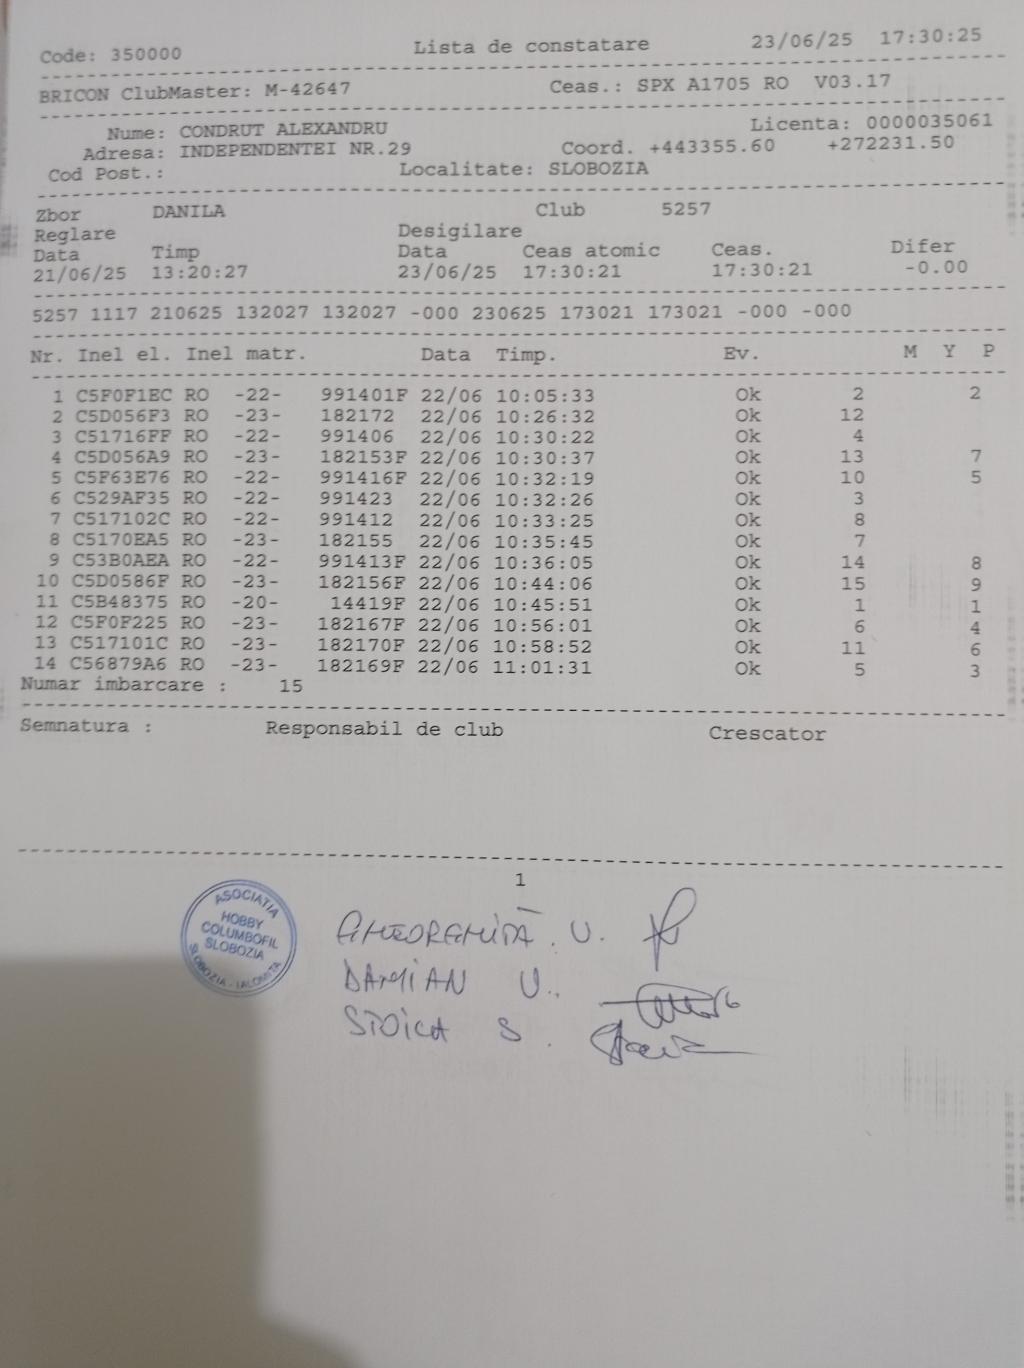 Code: 350000 Lista de constatare 23/06/25 17:30:25
BRICON ClubMaster: M-42647 Ceas.: SPX A1705 RO V03.17
Nume: CONDRUT ALEXANDRU Licenta: 0000035061
Adresa: INDEPENDENTEI NR.29 Coord. +443355.60 +272231.50
Cod Post.: Localitate: SLOBOZIA
Zbor DANILA Club 5257
Reglare Desigilare
Data Timp Data Ceas atomic Ceas. Difer
21/06/25 13:20:27 23/06/25 17:30:21 17:30:21 -0.00
5257 1117 210625 132027 132027 -000 230625 173021 173021 -000 -000
Nr. Inel el. Inel matr. Data Timp. Ev. M Y P
1 C5F0F1EC RO -22- 991401F 22/06 10:05:33 Ok 2 2
2 C5D056F3 RO -23- 182172 22/06 10:26:32 Ok 12
3 C51716FF RO -22- 991406 22/06 10:30:22 Ok 4
4 C5D056A9 RO -23- 182153F 22/06 10:30:37 Ok 13 7
5 C5F63E76 RO -22- 991416F 22/06 10:32:19 Ok 10 5
6 C529AF35 RO -22- 991423 22/06 10:32:26 Ok 3
7 C517102C RO -22- 991412 22/06 10:33:25 Ok 8
8 C5170EA5 RO -23- 182155 22/06 10:35:45 Ok 7
9 C53B0AEA RO -22- 991413F 22/06 10:36:05 Ok 14 8
10 C5D0586F RO -23- 182156F 22/06 10:44:06 Ok 15 9
11 C5B48375 RO -20- 14419F 22/06 10:45:51 Ok 1 1
12 C5F0F225 RO -23- 182167F 22/06 10:56:01 Ok 6 4
13 C517101C RO -23- 182170F 22/06 10:58:52 Ok 11 6
14 C56879A6 RO -23- 182169F 22/06 11:01:31 Ok 5 3
Numar imbarcare : 15
Semnatura : Responsabil de club Crescator
1
ASOCIATIA
HOBBY
COLUMBOFIL
SLOBOZIA
SLOBOZIA - IALOMITA
GHEORGHITĂ. V.
DAMIAN V.
STOICA S.